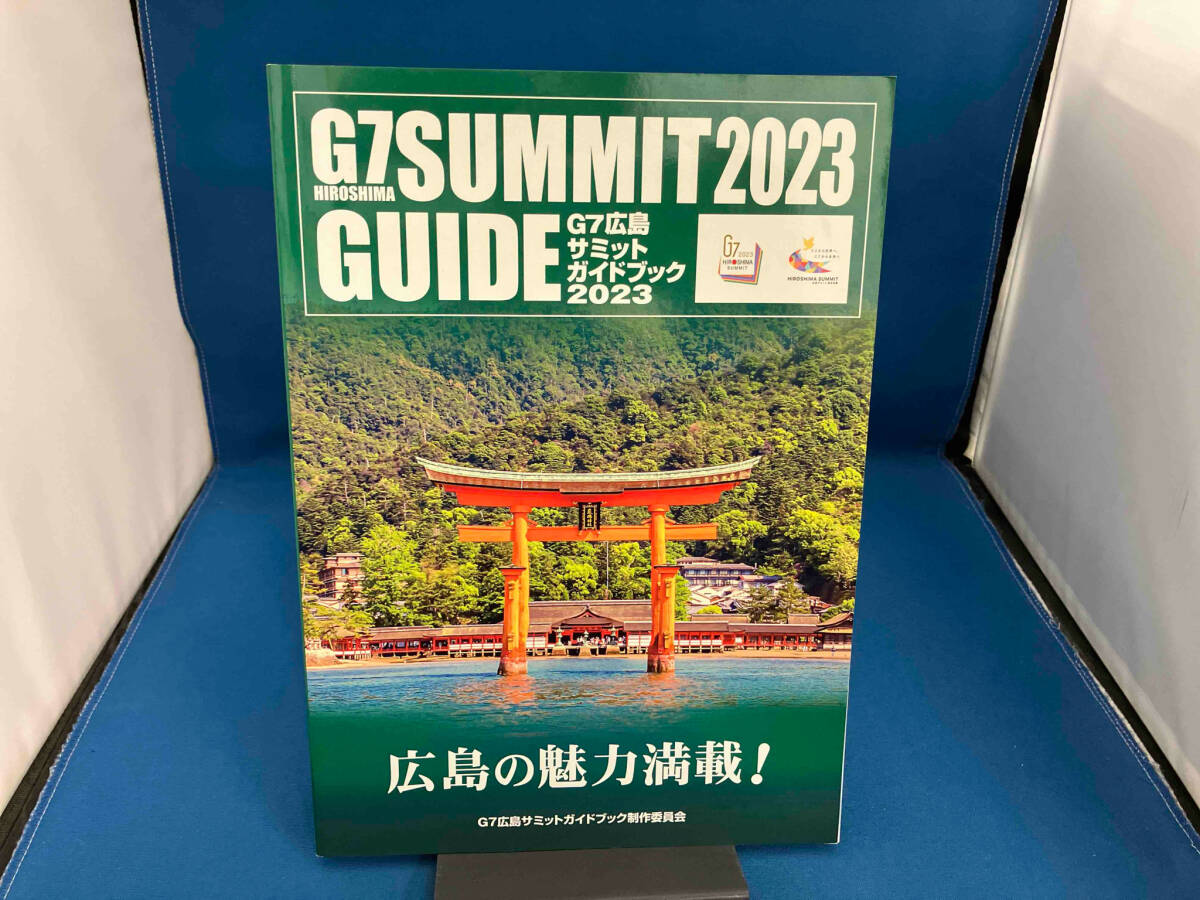 G7SUMMIT2023
HIROSHIMA
GUIDE
G7広島
サミット
ガイドブック
2023
G7
2023
HIROSHIMA
SUMMIT
HIROSHIMA SUMMIT
広島の魅力満載!
G7広島サミットガイドブック制作委員会